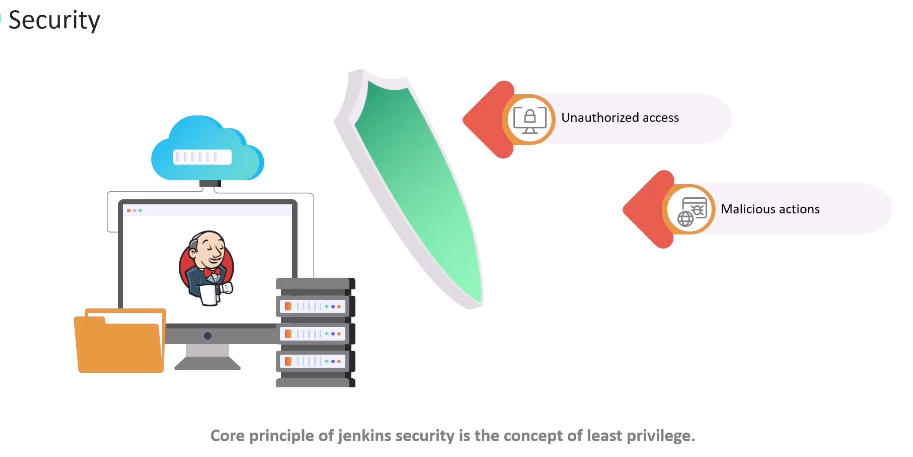 Security
Unauthorized access
Malicious actions
Core principle of jenkins security is the concept of least privilege.